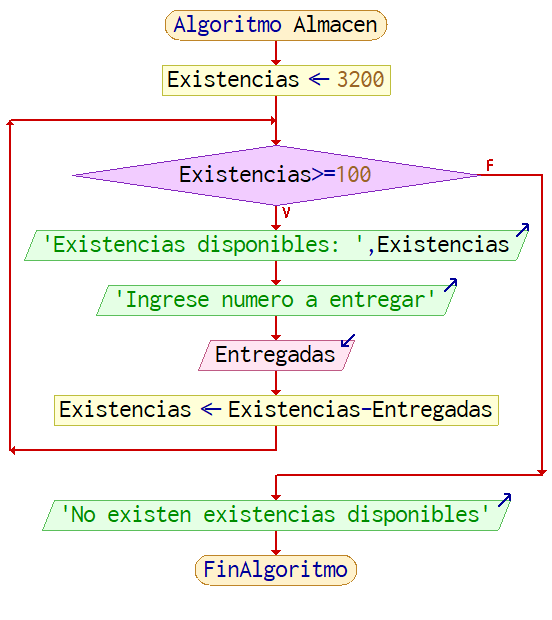 Algoritmo Almacen
Existencias ← 3200
Existencias>=100
F
V
'Existencias disponibles: ',Existencias
'Ingrese numero a entregar'
Entregadas
Existencias ← Existencias-Entregadas
'No existen existencias disponibles'
FinAlgoritmo